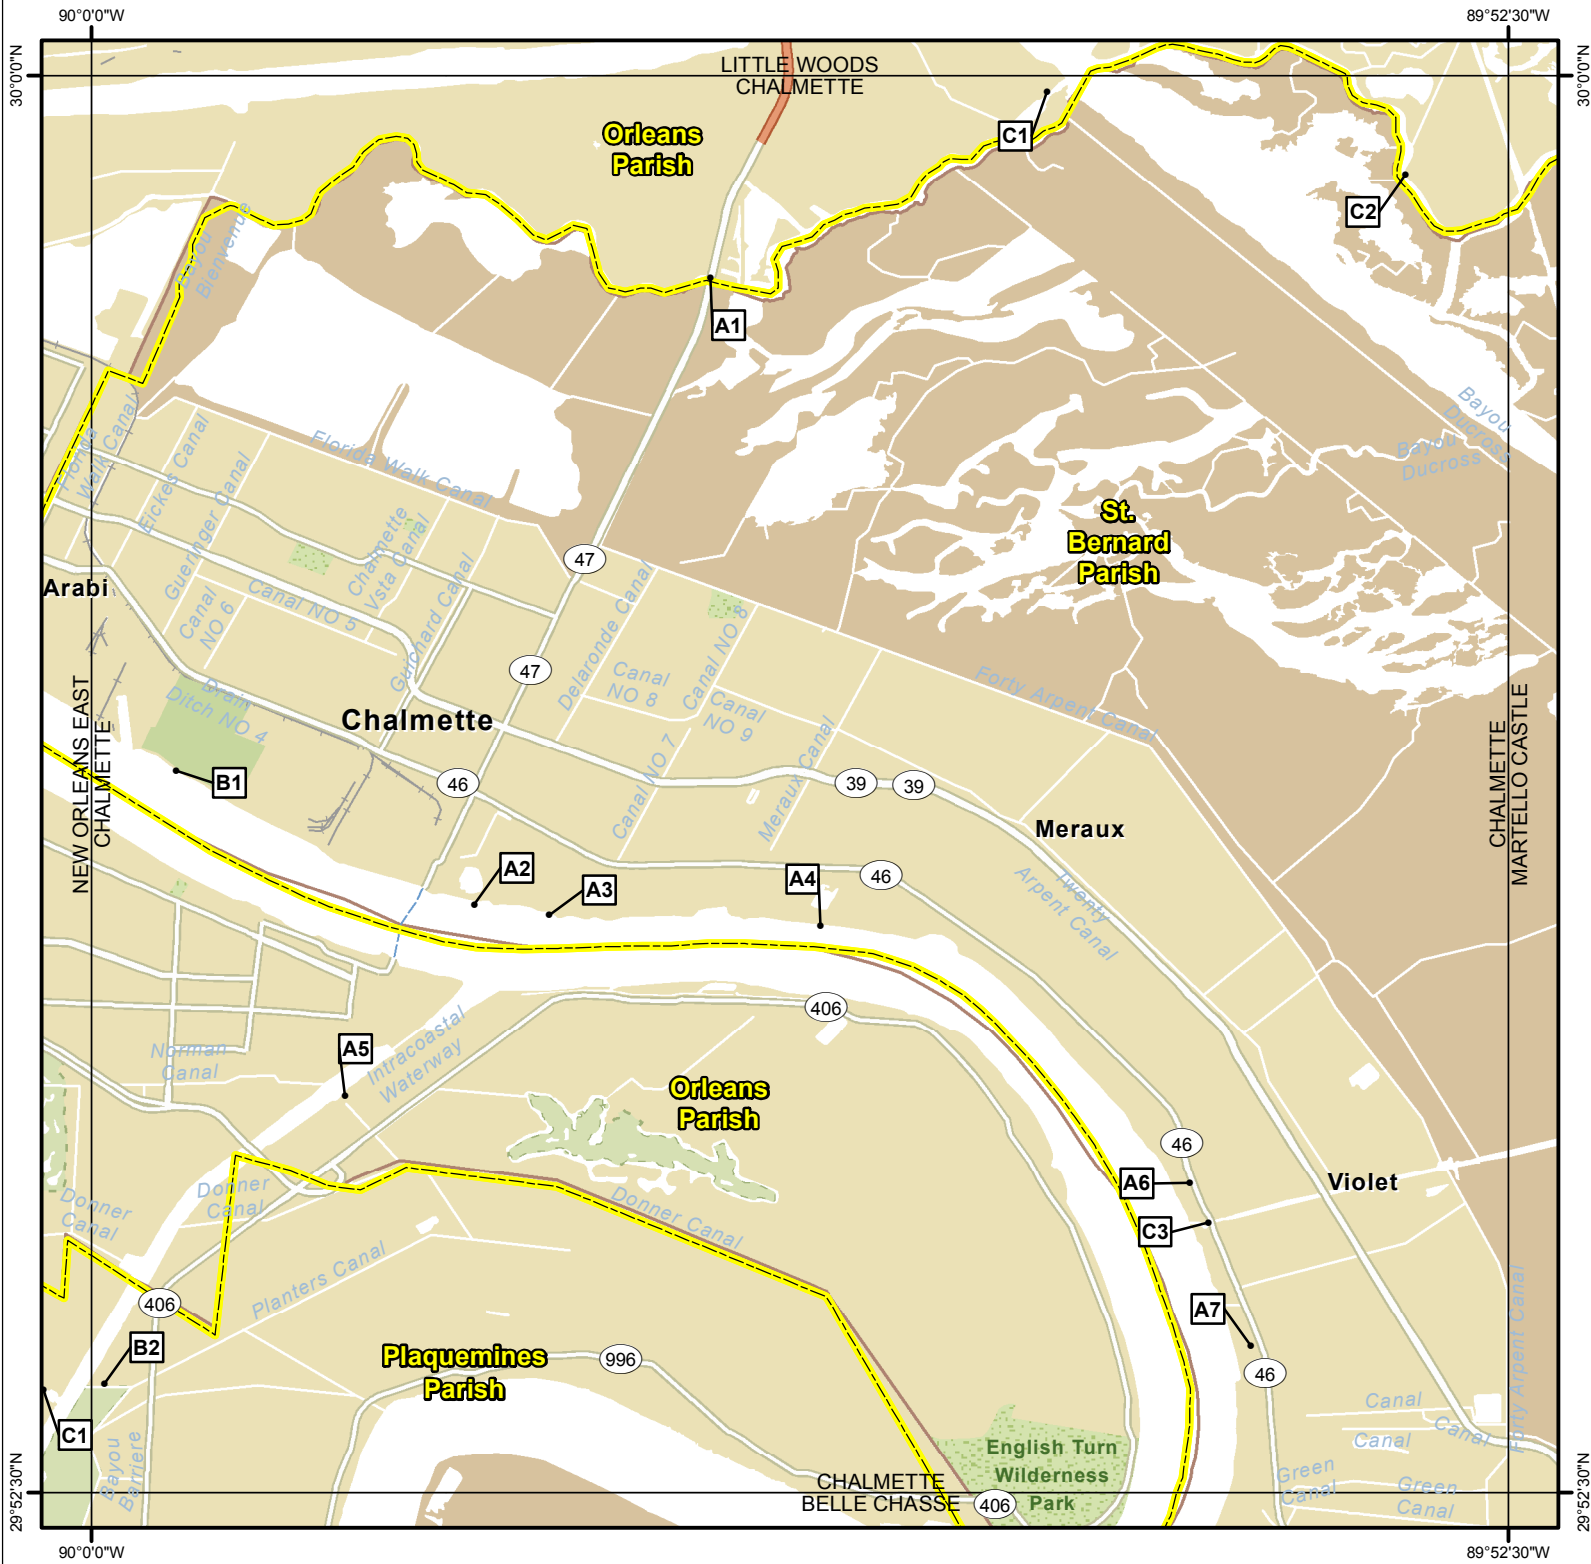 90°0'0"W
89°52'30"W
30°0'0"N
30°0'0"N
LITTLE WOODS
CHALMETTE
Orleans
Parish
C1
C2
Bayou
Bienvenue
A1
Florida
Walk Canal
Eickes Canal
Gueringer Canal
Florida Walk Canal
Bayou
Ducross
Bayou
Ducross
St.
Bernard
Parish
Chalmette
Vsta Canal
Guichard Canal
47
Arabi
Canal
NO 6
Canal NO 5
Delaronde Canal
Canal NO 8
47
Canal
NO 8
Canal
NO 9
Forty Arpent Canal
Drain
Ditch NO 4
Chalmette
NEW ORLEANS EAST
CHALMETTE
CHALMETTE
MARTELLO CASTLE
B1
46
Canal NO 7
Meraux Canal
39
39
Meraux
A2
A3
A4
46
Twenty
Arpent Canal
406
Norman
Canal
A5
Intracoastal
Waterway
Orleans
Parish
46
A6
Violet
C3
Donner
Canal
Donner
Canal
Donner Canal
Planters Canal
406
A7
B2
Plaquemines
Parish
996
46
Forty Arpent Canal
C1
Bayou
Barriere
Canal
Canal
Canal
English Turn
Wilderness
Park
Green
Canal
Green
Canal
CHALMETTE
BELLE CHASSE
406
29°52'30"N
29°52'30"N
90°0'0"W
89°52'30"W